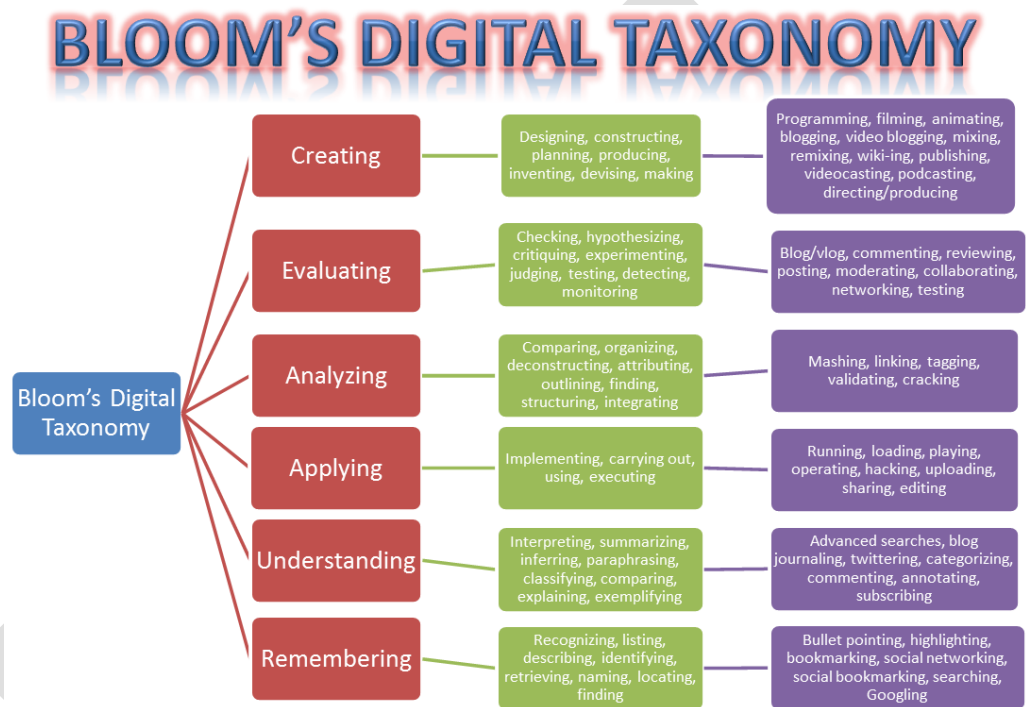 BLOOM'S DIGITAL TAXONOMY
Bloom's Digital
Taxonomy
Creating
Designing, constructing,
planning, producing,
inventing, devising, making
Programming, filming, animating,
blogging, video blogging, mixing,
remixing, wiki-ing, publishing,
videocasting, podcasting,
directing/producing
Evaluating
Checking, hypothesizing,
critiquing, experimenting,
judging, testing, detecting,
monitoring
Blog/vlog, commenting, reviewing,
posting, moderating, collaborating,
networking, testing
Analyzing
Comparing, organizing,
deconstructing, attributing,
outlining, finding,
structuring, integrating
Mashing, linking, tagging,
validating, cracking
Applying
Implementing, carrying out,
using, executing
Running, loading, playing,
operating, hacking, uploading,
sharing, editing
Understanding
Interpreting, summarizing,
inferring, paraphrasing,
classifying, comparing,
explaining, exemplifying
Advanced searches, blog
journaling, twittering, categorizing,
commenting, annotating,
subscribing
Remembering
Recognizing, listing,
describing, identifying,
retrieving, naming, locating,
finding
Bullet pointing, highlighting,
bookmarking, social networking,
social bookmarking, searching,
Googling